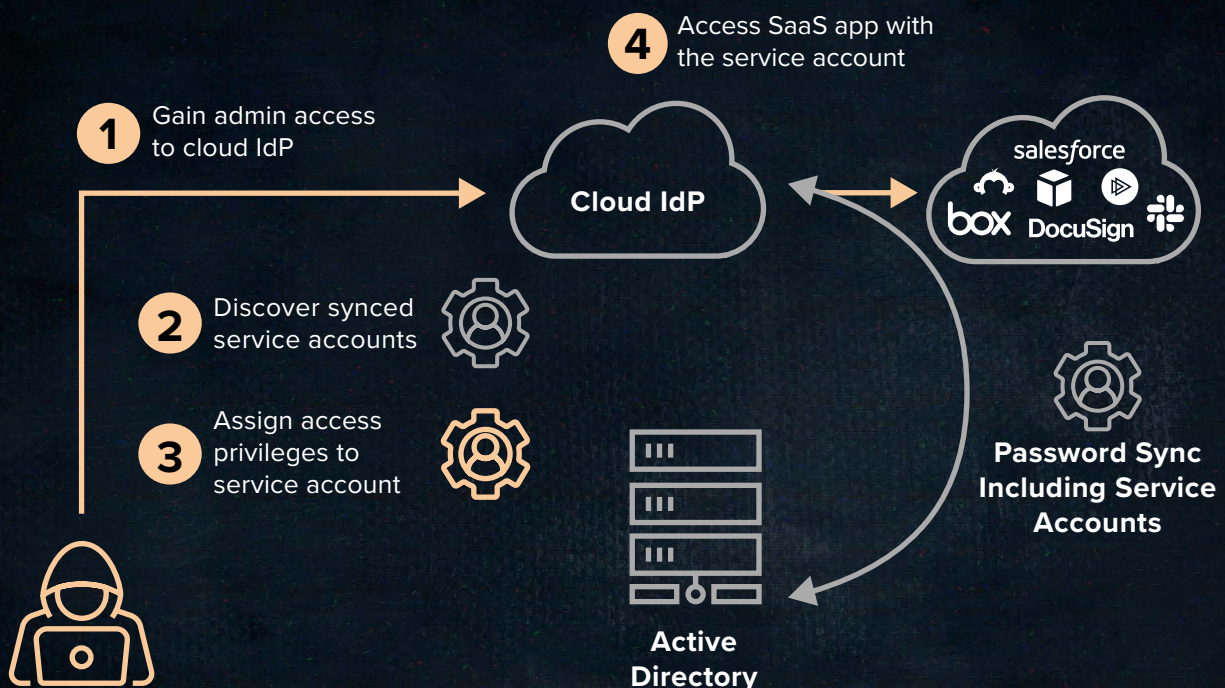 4
Access SaaS app with
the service account
1
Gain admin access
to cloud IdP
Cloud IdP
salesforce
box
DocuSign
2
Discover synced
service accounts
3
Assign access
privileges to
service account
Password Sync
Including Service
Accounts
Active
Directory